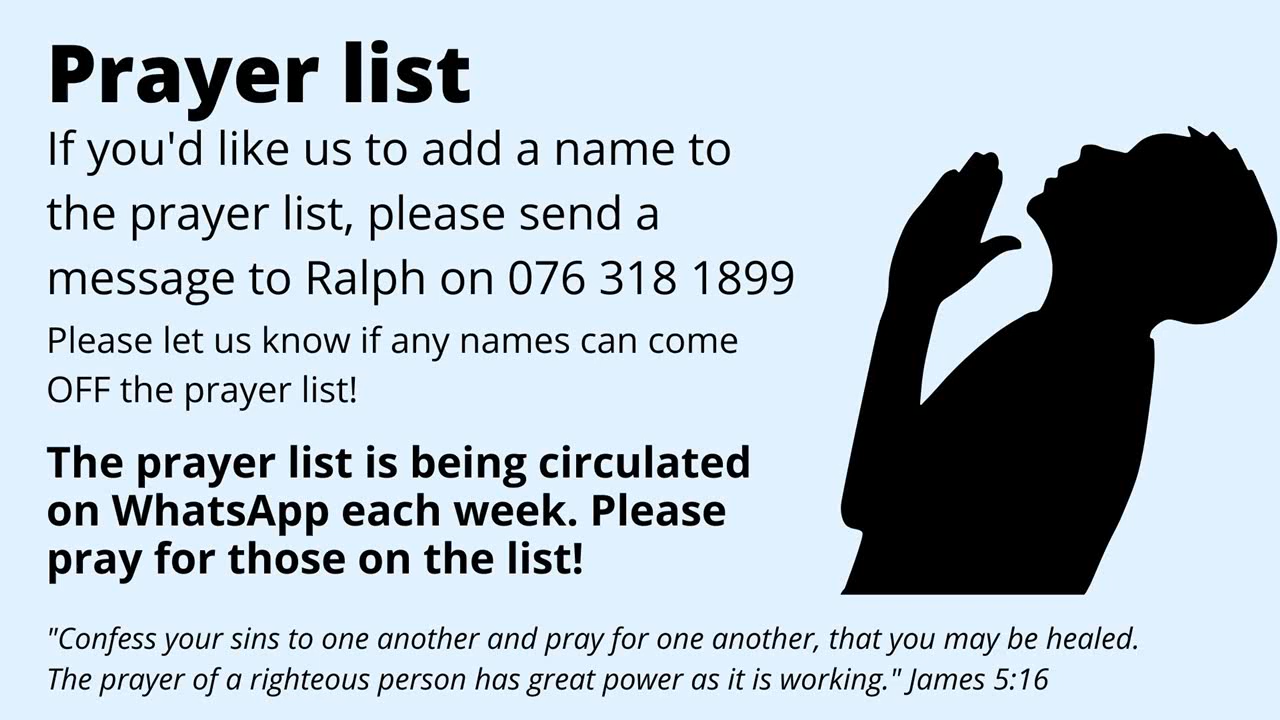 Prayer list
If you'd like us to add a name to
the prayer list, please send a
message to Ralph on 076 318 1899
Please let us know if any names can come
OFF the prayer list!
The prayer list is being circulated
on WhatsApp each week. Please
pray for those on the list!
"Confess your sins to one another and pray for one another, that you may be healed.
The prayer of a righteous person has great power as it is working." James 5:16